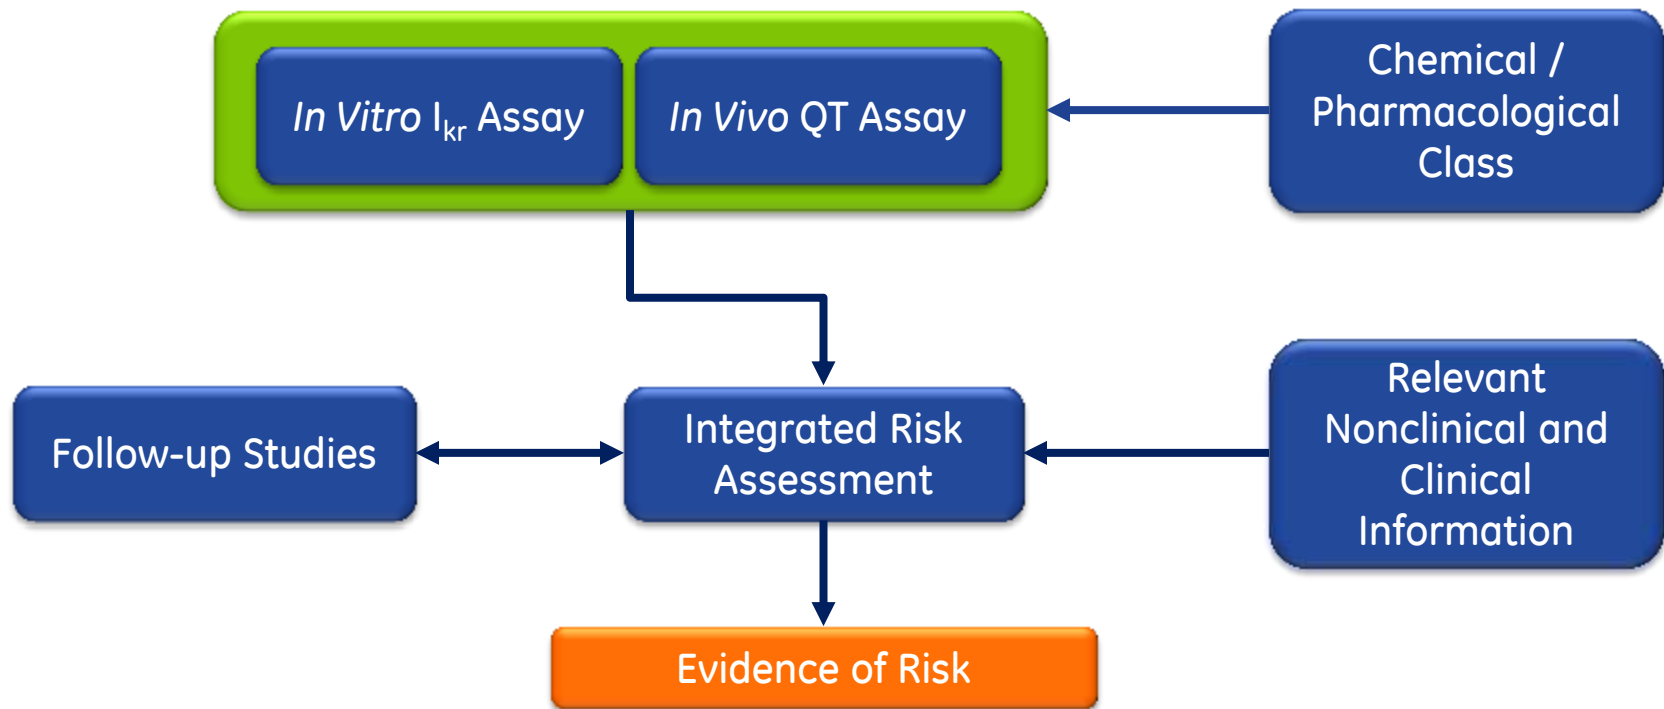 In Vitro Ikr Assay
In Vivo QT Assay
Chemical /
Pharmacological
Class
Follow-up Studies
Integrated Risk
Assessment
Relevant
Nonclinical and
Clinical
Information
Evidence of Risk